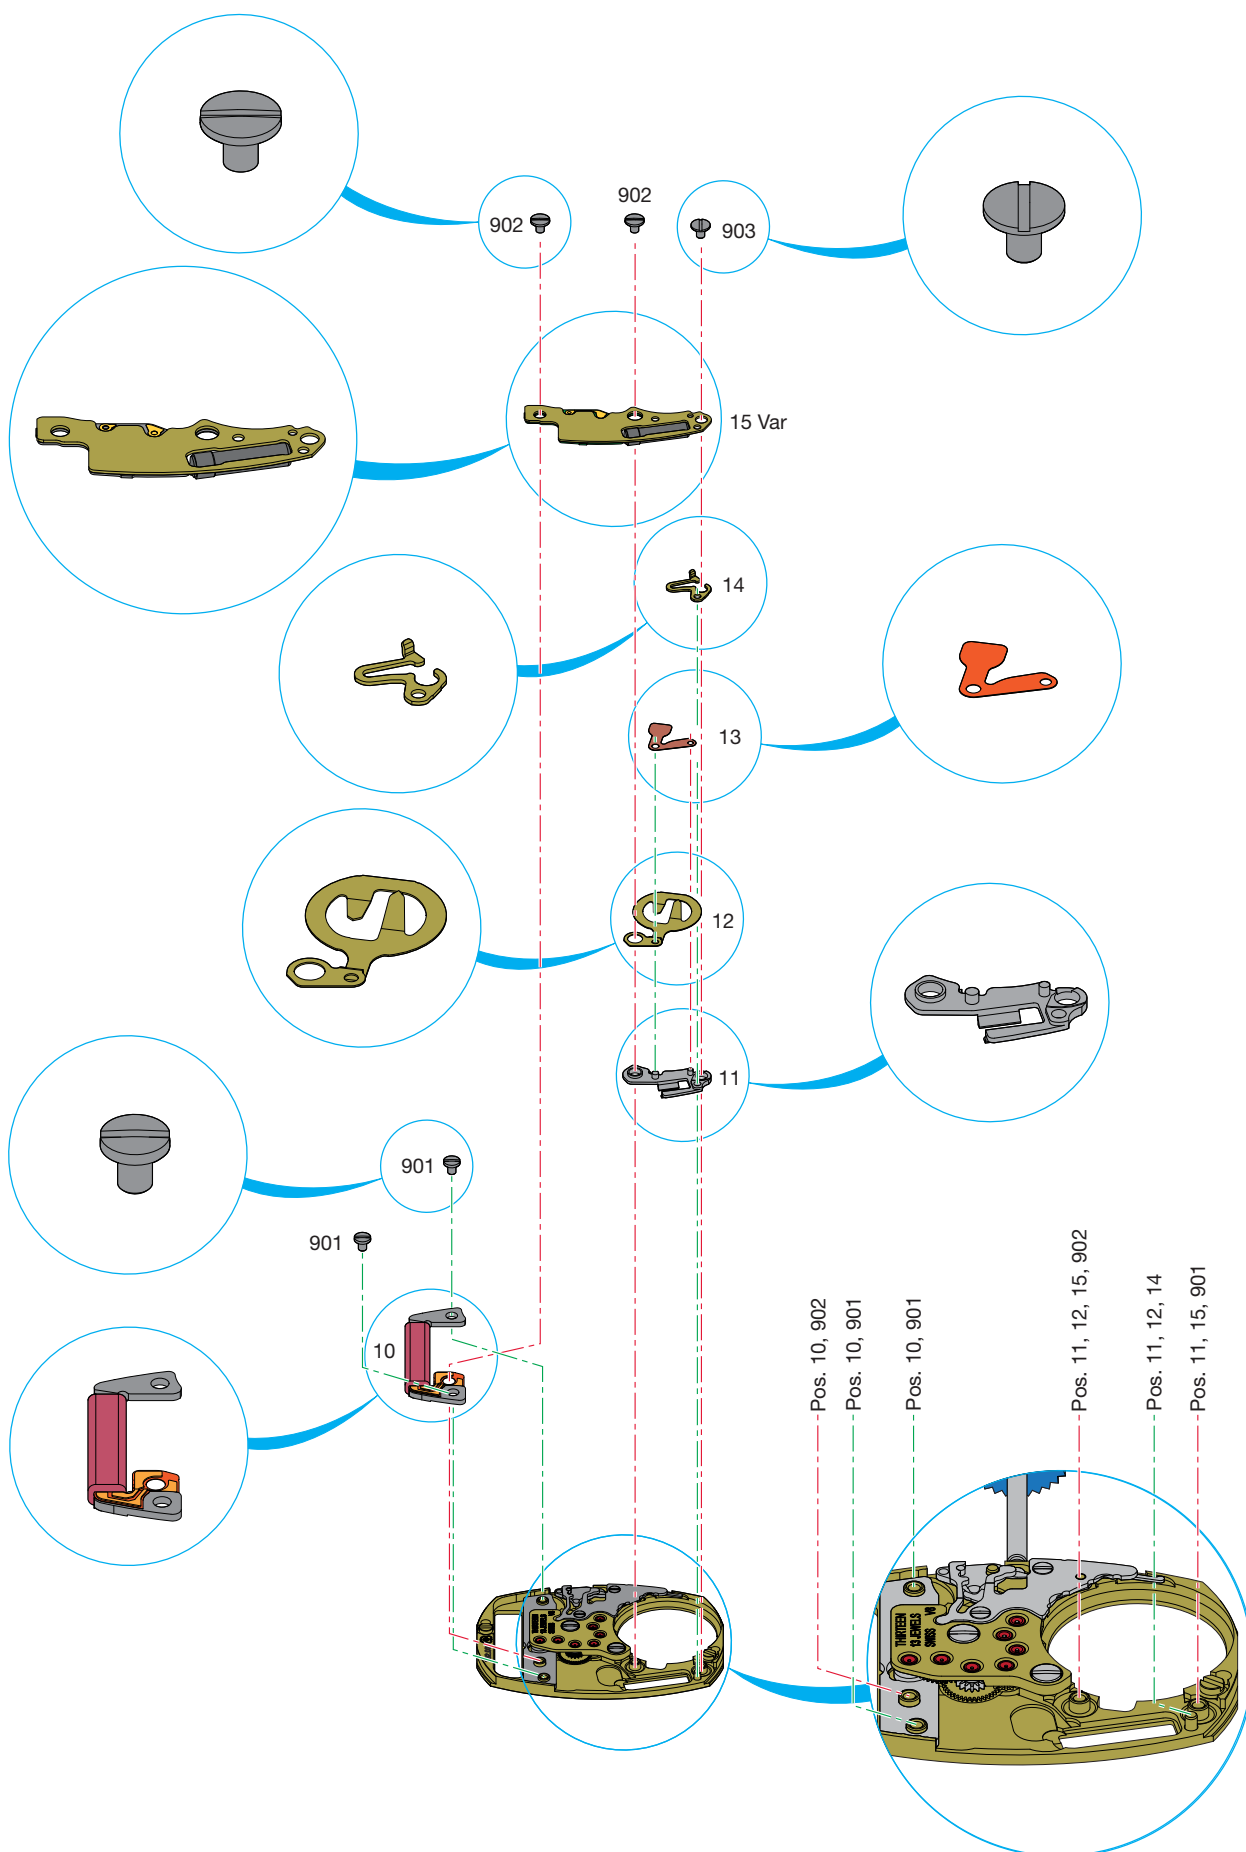 902
902
903
15 Var
14
13
12
11
901
901
10
Pos. 10, 902
Pos. 10, 901
Pos. 10, 901
Pos. 11, 12, 15, 902
Pos. 11, 12, 14
Pos. 11, 15, 901
THIRTEEN
13 JEWELS
SWISS
V8